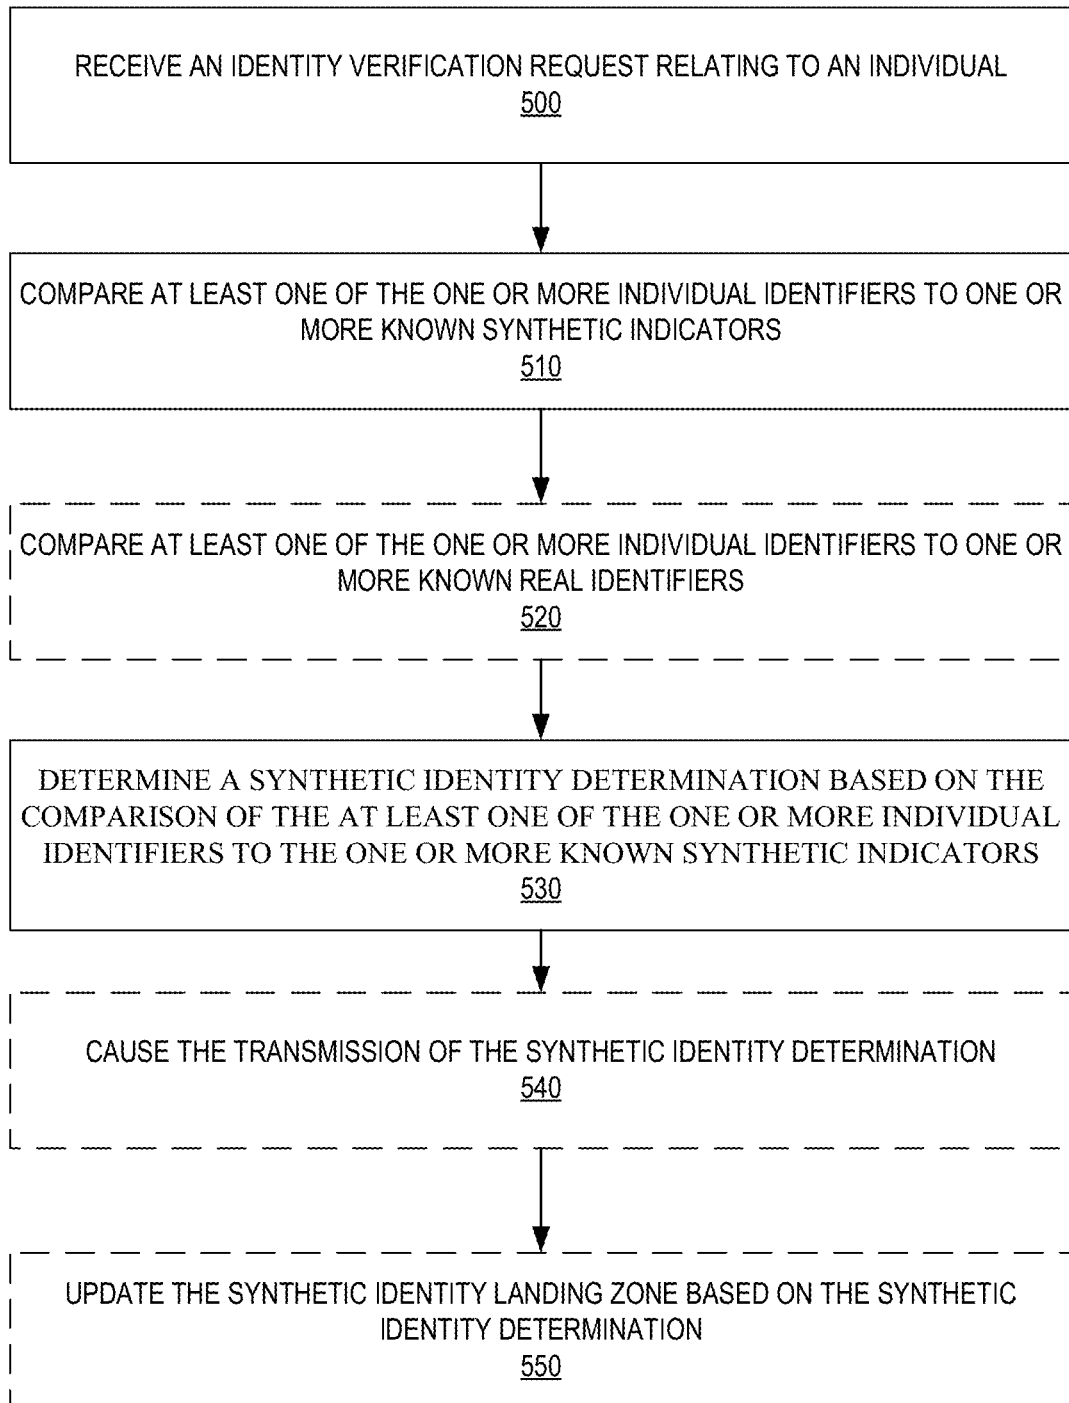 RECEIVE AN IDENTITY VERIFICATION REQUEST RELATING TO AN INDIVIDUAL
500
COMPARE AT LEAST ONE OF THE ONE OR MORE INDIVIDUAL IDENTIFIERS TO ONE OR
MORE KNOWN SYNTHETIC INDICATORS
510
COMPARE AT LEAST ONE OF THE ONE OR MORE INDIVIDUAL IDENTIFIERS TO ONE OR
MORE KNOWN REAL IDENTIFIERS
520
DETERMINE A SYNTHETIC IDENTITY DETERMINATION BASED ON THE
COMPARISON OF THE AT LEAST ONE OF THE ONE OR MORE INDIVIDUAL
IDENTIFIERS TO THE ONE OR MORE KNOWN SYNTHETIC INDICATORS
530
CAUSE THE TRANSMISSION OF THE SYNTHETIC IDENTITY DETERMINATION
540
UPDATE THE SYNTHETIC IDENTITY LANDING ZONE BASED ON THE SYNTHETIC
IDENTITY DETERMINATION
550